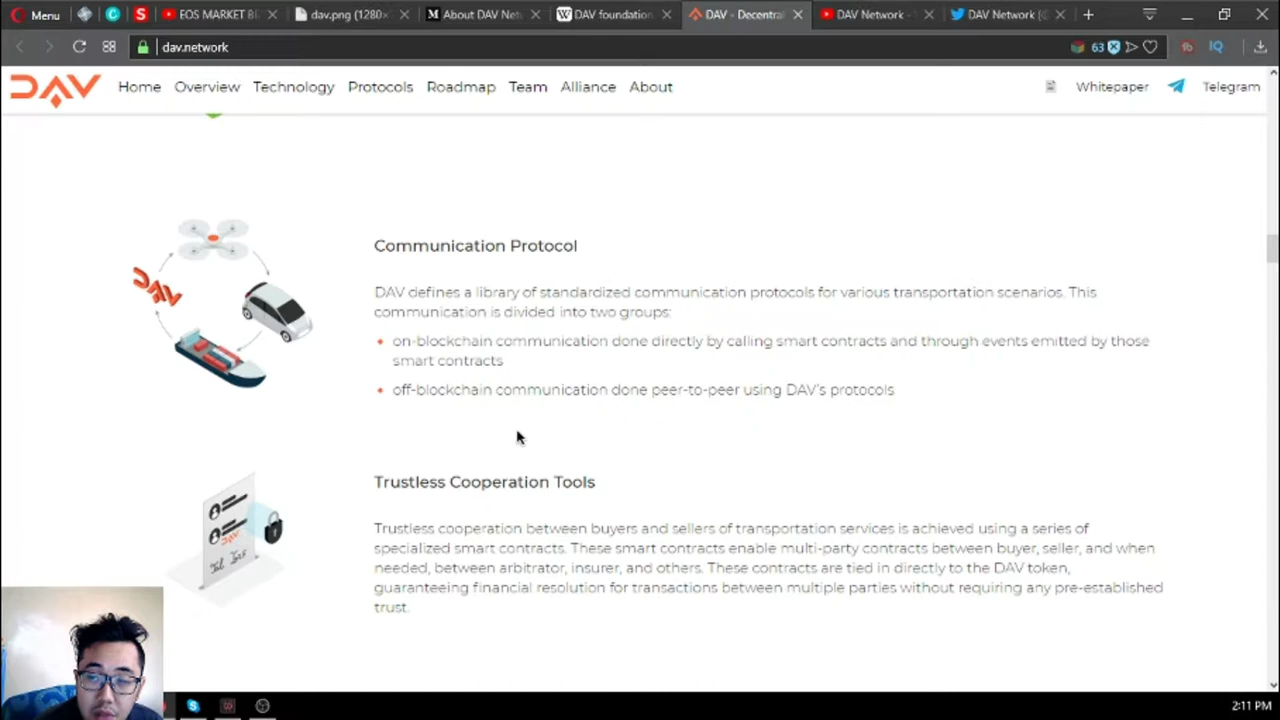 Menu
EOS MARKET B
dav.png (1280×
About DAV Net
DAV foundation
DAV - Decentra
DAV Network -
DAV Network (@
dav.network
63
IQ
DAV
Home Overview Technology Protocols Roadmap Team Alliance About
Whitepaper
Telegram
Communication Protocol
DAV defines a library of standardized communication protocols for various transportation scenarios. This
communication is divided into two groups:
on-blockchain communication done directly by calling smart contracts and through events emitted by those
smart contracts
off-blockchain communication done peer-to-peer using DAV's protocols
DAV
Trustless Cooperation Tools
Trustless cooperation between buyers and sellers of transportation services is achieved using a series of
specialized smart contracts. These smart contracts enable multi-party contracts between buyer, seller, and when
needed, between arbitrator, insurer, and others. These contracts are tied in directly to the DAV token,
guaranteeing financial resolution for transactions between multiple parties without requiring any pre-established
trust.
DAV
2:11 PM